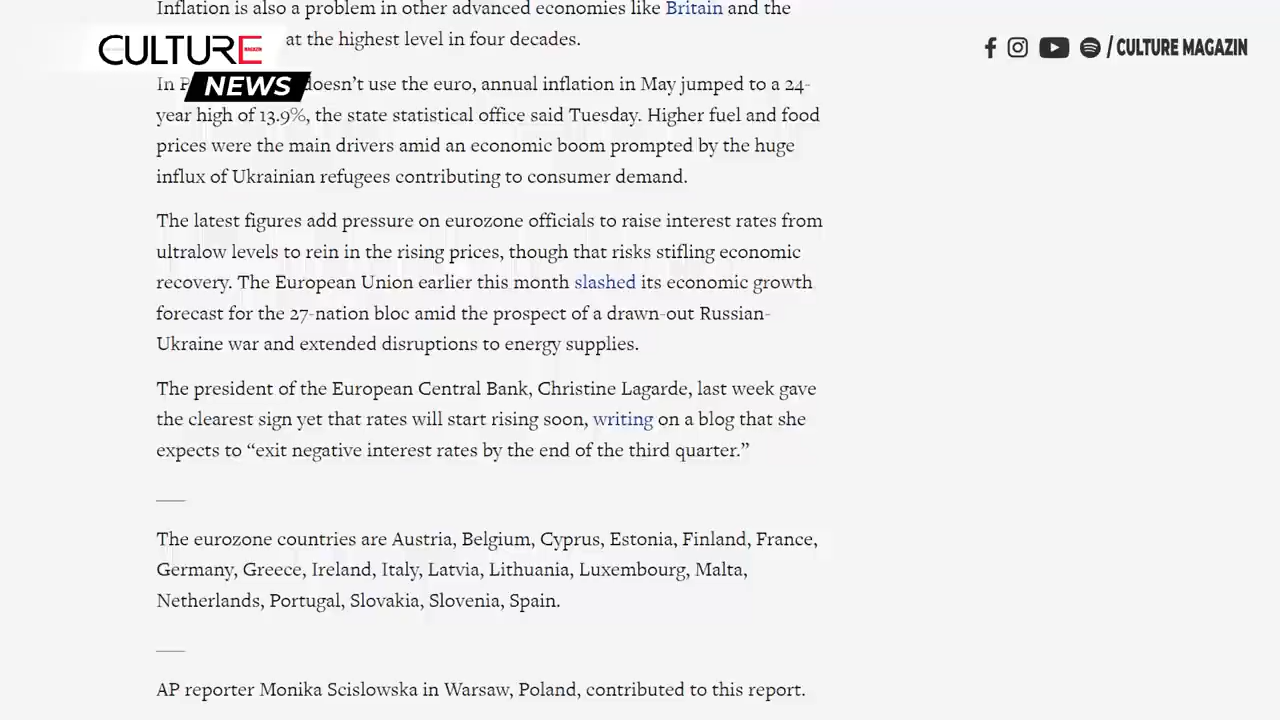 Inflation is also a problem in other advanced economies like Britain and the
at the highest level in four decades.
In P doesn't use the euro, annual inflation in May jumped to a 24-
year high of 13.9%, the state statistical office said Tuesday. Higher fuel and food
prices were the main drivers amid an economic boom prompted by the huge
influx of Ukrainian refugees contributing to consumer demand.
The latest figures add pressure on eurozone officials to raise interest rates from
ultralow levels to rein in the rising prices, though that risks stifling economic
recovery. The European Union earlier this month slashed its economic growth
forecast for the 27-nation bloc amid the prospect of a drawn-out Russian-
Ukraine war and extended disruptions to energy supplies.
The president of the European Central Bank, Christine Lagarde, last week gave
the clearest sign yet that rates will start rising soon, writing on a blog that she
expects to “exit negative interest rates by the end of the third quarter.”
The eurozone countries are Austria, Belgium, Cyprus, Estonia, Finland, France,
Germany, Greece, Ireland, Italy, Latvia, Lithuania, Luxembourg, Malta,
Netherlands, Portugal, Slovakia, Slovenia, Spain.
AP reporter Monika Scislowska in Warsaw, Poland, contributed to this report.
CULTURE
NEWS
/ CULTURE MAGAZIN